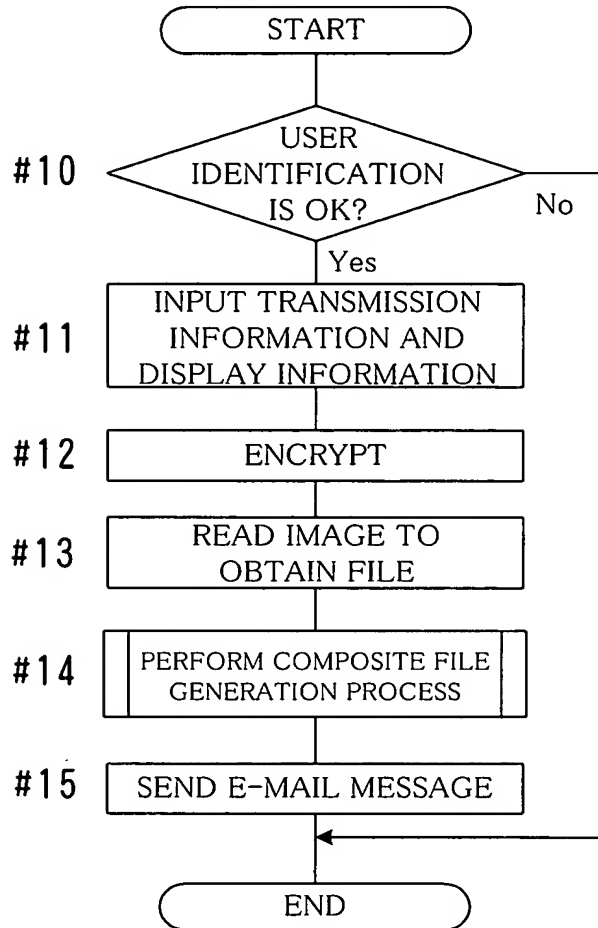 START
#10
USER
IDENTIFICATION
IS OK?
No
Yes
#11
INPUT TRANSMISSION
INFORMATION AND
DISPLAY INFORMATION
#12
ENCRYPT
#13
READ IMAGE TO
OBTAIN FILE
#14
PERFORM COMPOSITE FILE
GENERATION PROCESS
#15
SEND E-MAIL MESSAGE
END